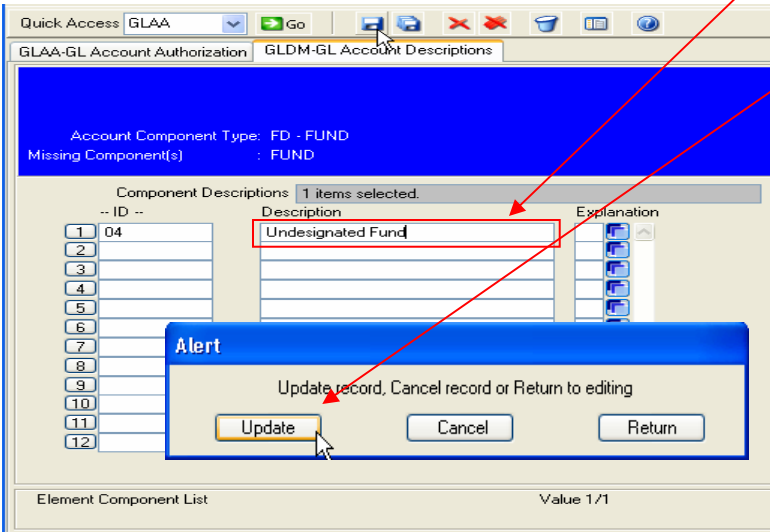 Quick Access GLAA Go
GLAA-GL Account Authorization GLDM-GL Account Descriptions
Account Component Type: FD - FUND
Missing Component(s) : FUND
Component Descriptions 1 items selected.
-- ID -- Description Explanation
1 04 Undesignated Fund
2
3
4
5
6
7
8
9
10
11
12
Alert
Update record, Cancel record or Return to editing
Update Cancel Return
Element Component List Value 1/1